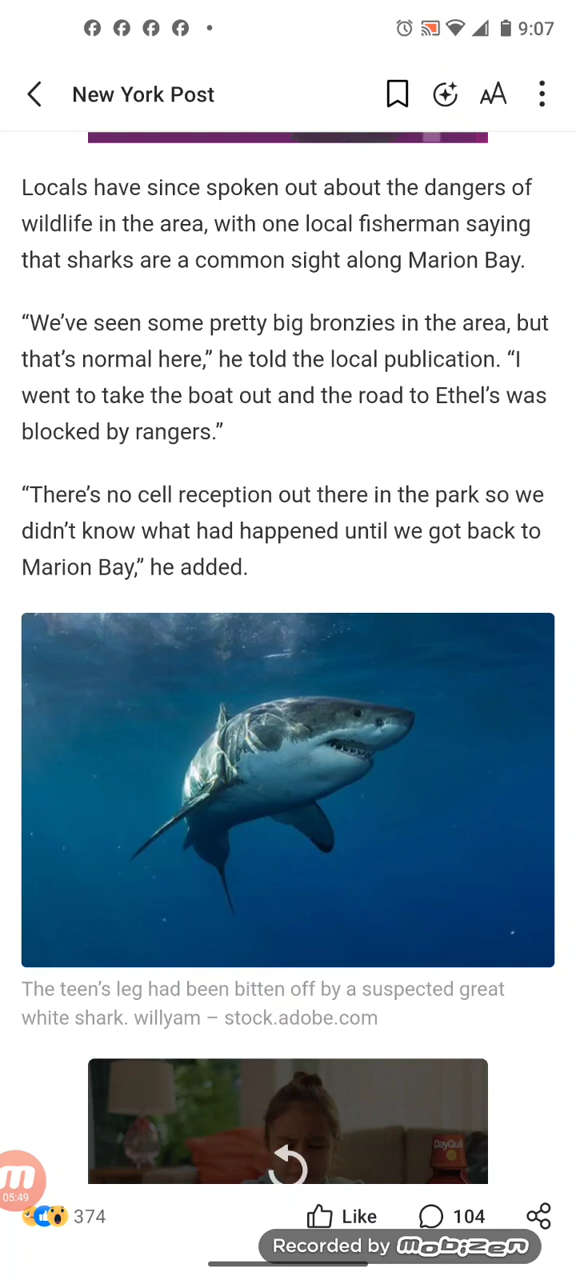 9:07
New York Post
AA
Locals have since spoken out about the dangers of
wildlife in the area, with one local fisherman saying
that sharks are a common sight along Marion Bay.
“We’ve seen some pretty big bronzies in the area, but
that’s normal here,” he told the local publication. “I
went to take the boat out and the road to Ethel’s was
blocked by rangers.”
“There’s no cell reception out there in the park so we
didn’t know what had happened until we got back to
Marion Bay,” he added.
The teen’s leg had been bitten off by a suspected great
white shark. willyam – stock.adobe.com
DayQuil
05:49
374
Like
104
Recorded by mobizen